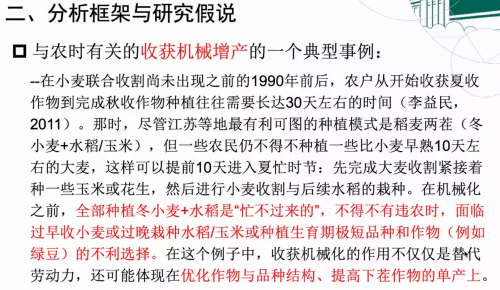 二、分析框架与研究假说
与农时有关的收获机械增产的一个典型事例：
--在小麦联合收割尚未出现之前的1990年前后，农户从开始收获夏收
作物到完成秋收作物种植往往需要长达30天左右的时间（李益民，
2011）。那时，尽管江苏等地最有利可图的种植模式是稻麦两茬（冬
小麦+水稻/玉米），但一些农民仍不得不种植一些比小麦早熟10天左
右的大麦，这样可以提前10天进入夏忙时节：先完成大麦收割紧接着
种一些玉米或花生，然后进行小麦收割与后续水稻的栽种。在机械化
之前，全部种植冬小麦+水稻是“忙不过来的”，不得不有违农时，面临
过早收小麦或过晚栽种水稻/玉米或种植生育期极短品种和作物（例如
绿豆）的不利选择。在这个例子中，收获机械化的作用不仅仅是替代
劳动力，还可能体现在优化作物与品种结构、提高下茬作物的单产上。